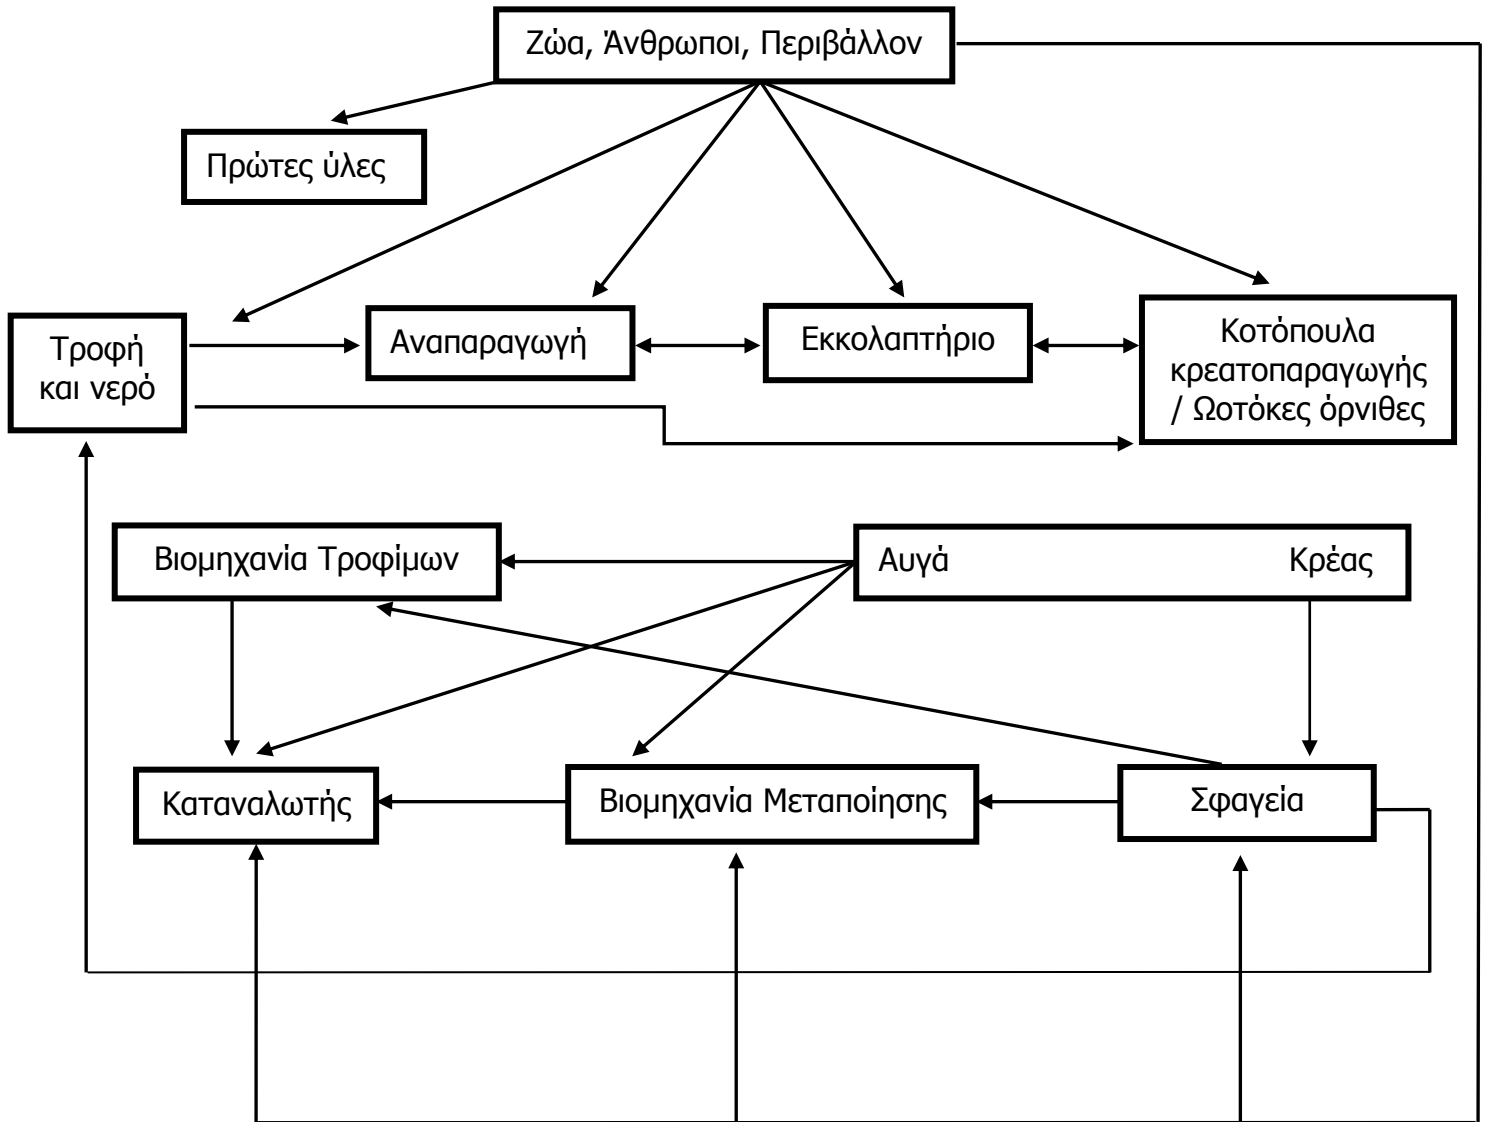 Ζώα, Άνθρωποι, Περιβάλλον
Πρώτες ύλες
Τροφή
και νερό
Αναπαραγωγή
Εκκολαπτήριο
Κοτόπουλα
κρεατοπαραγωγής
/ Ωοτόκες όρνιθες
Βιομηχανία Τροφίμων
Αυγά
Κρέας
Καταναλωτής
Βιομηχανία Μεταποίησης
Σφαγεία